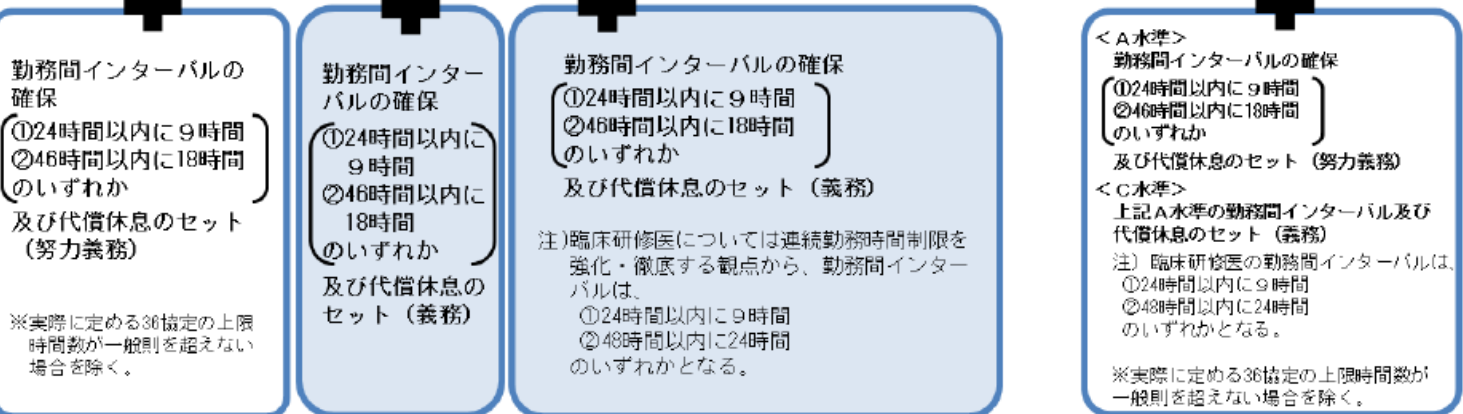 勤務間インターバルの
確保
①24時間以内に9時間
②46時間以内に18時間
のいずれか
及び代償休息のセット
(努力義務)
※実際に定める36協定の上限
時間数が一般則を超えない
場合を除く。
勤務間インター
バルの確保
①24時間以内に
9時間
②46時間以内に
18時間
のいずれか
及び代償休息の
セット(義務)
勤務間インターバルの確保
①24時間以内に9時間
②46時間以内に18時間
のいずれか
及び代償休息のセット(義務)
注)臨床研修医については連続勤務時間制限を
強化・徹底する観点から、勤務間インター
バルは、
①24時間以内に9時間
②48時間以内に24時間
のいずれかとなる。
<A水準>
勤務間インターバルの確保
①24時間以内に9時間
②46時間以内に18時間
のいずれか
及び代償休息のセット(努力義務)
<C水準>
上記A水準の勤務間インターバル及び
代償休息のセット(義務)
注)臨床研修医の勤務間インターバルは、
①24時間以内に9時間
②48時間以内に24時間
のいずれかとなる。
※実際に定める36協定の上限時間数が
一般則を超えない場合を除く。